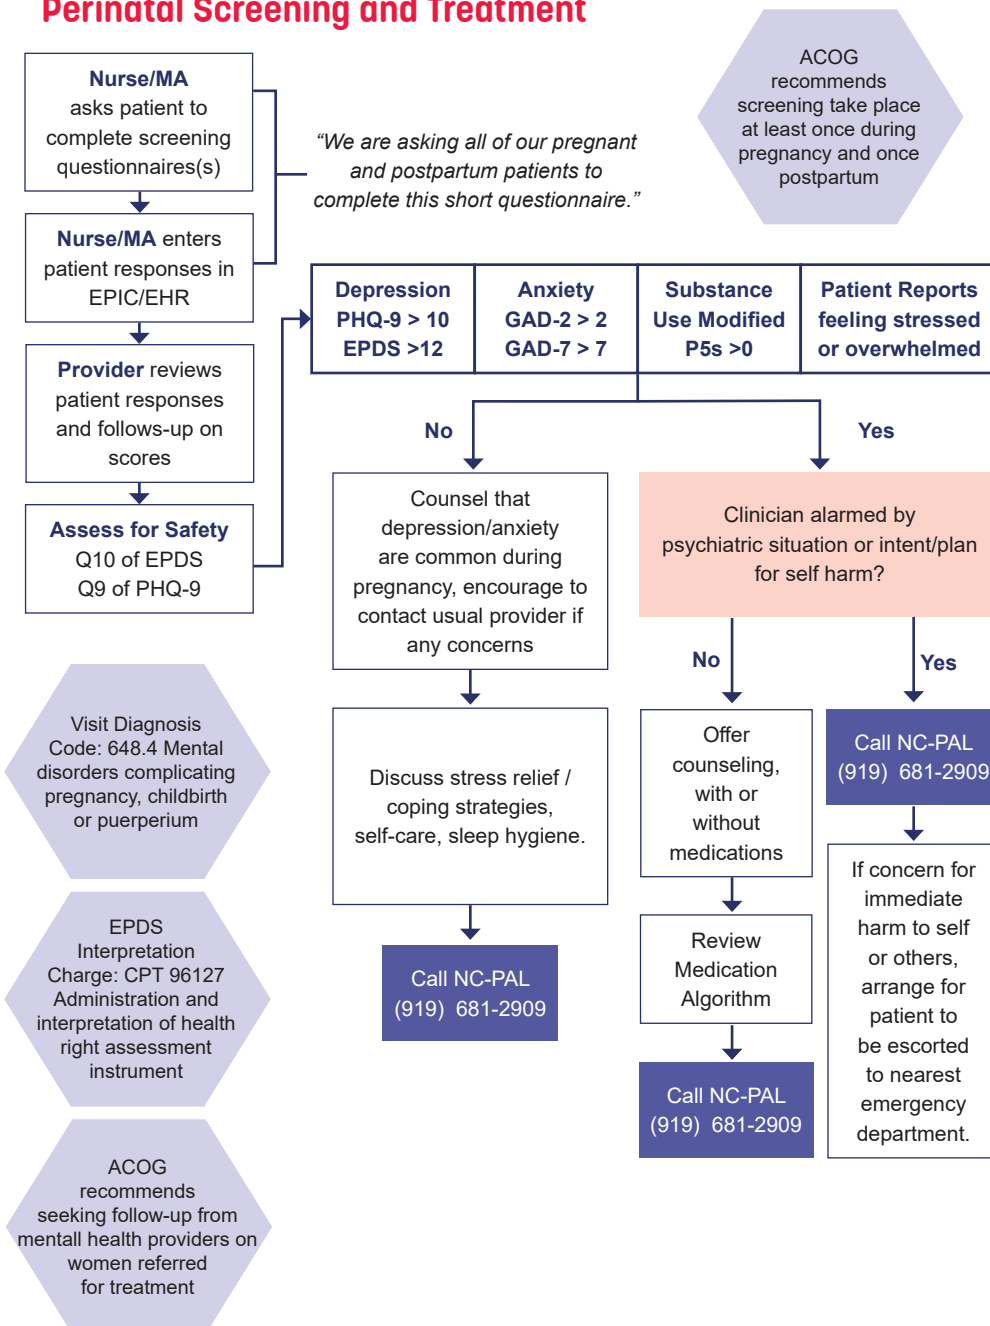 Perinatal Screening and Treatment
Nurse/MA
asks patient to
complete screening
questionnaires(s)
Nurse/MA enters
patient responses in
EPIC/EHR
Provider reviews
patient responses
and follows-up on
scores
Assess for Safety
Q10 of EPDS
Q9 of PHQ-9
“We are asking all of our pregnant
and postpartum patients to
complete this short questionnaire.”
ACOG
recommends
screening take place
at least once during
pregnancy and once
postpartum
Depression
PHQ-9 > 10
EPDS >12
Anxiety
GAD-2 > 2
GAD-7 > 7
Substance
Use Modified
P5s >0
Patient Reports
feeling stressed
or overwhelmed
No
Yes
Counsel that
depression/anxiety
are common during
pregnancy, encourage to
contact usual provider if
any concerns
Discuss stress relief /
coping strategies,
self-care, sleep hygiene.
Call NC-PAL
(919) 681-2909
Clinician alarmed by
psychiatric situation or intent/plan
for self harm?
No
Yes
Offer
counseling,
with or
without
medications
Review
Medication
Algorithm
Call NC-PAL
(919) 681-2909
Call NC-PAL
(919) 681-2909
If concern for
immediate
harm to self
or others,
arrange for
patient to
be escorted
to nearest
emergency
department.
Visit Diagnosis
Code: 648.4 Mental
disorders complicating
pregnancy, childbirth
or puerperium
EPDS
Interpretation
Charge: CPT 96127
Administration and
interpretation of health
right assessment
instrument
ACOG
recommends
seeking follow-up from
mentall health providers on
women referred
for treatment